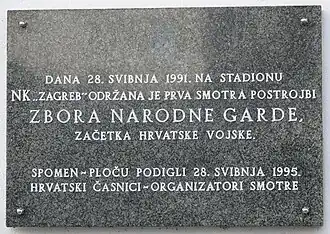 DANA 28. SVIBNJA 1991. NA STADIONU
NK „ZAGREB“ ODRŽANA JE PRVA SMOTRA POSTROJBI
ZBORA NARODNE GARDE,
ZAČETKA HRVATSKE VOJSKE.
SPOMEN-PLOČU PODIGLI 28. SVIBNJA 1995.
HRVATSKI ČASNICI-ORGANIZATORI SMOTRE